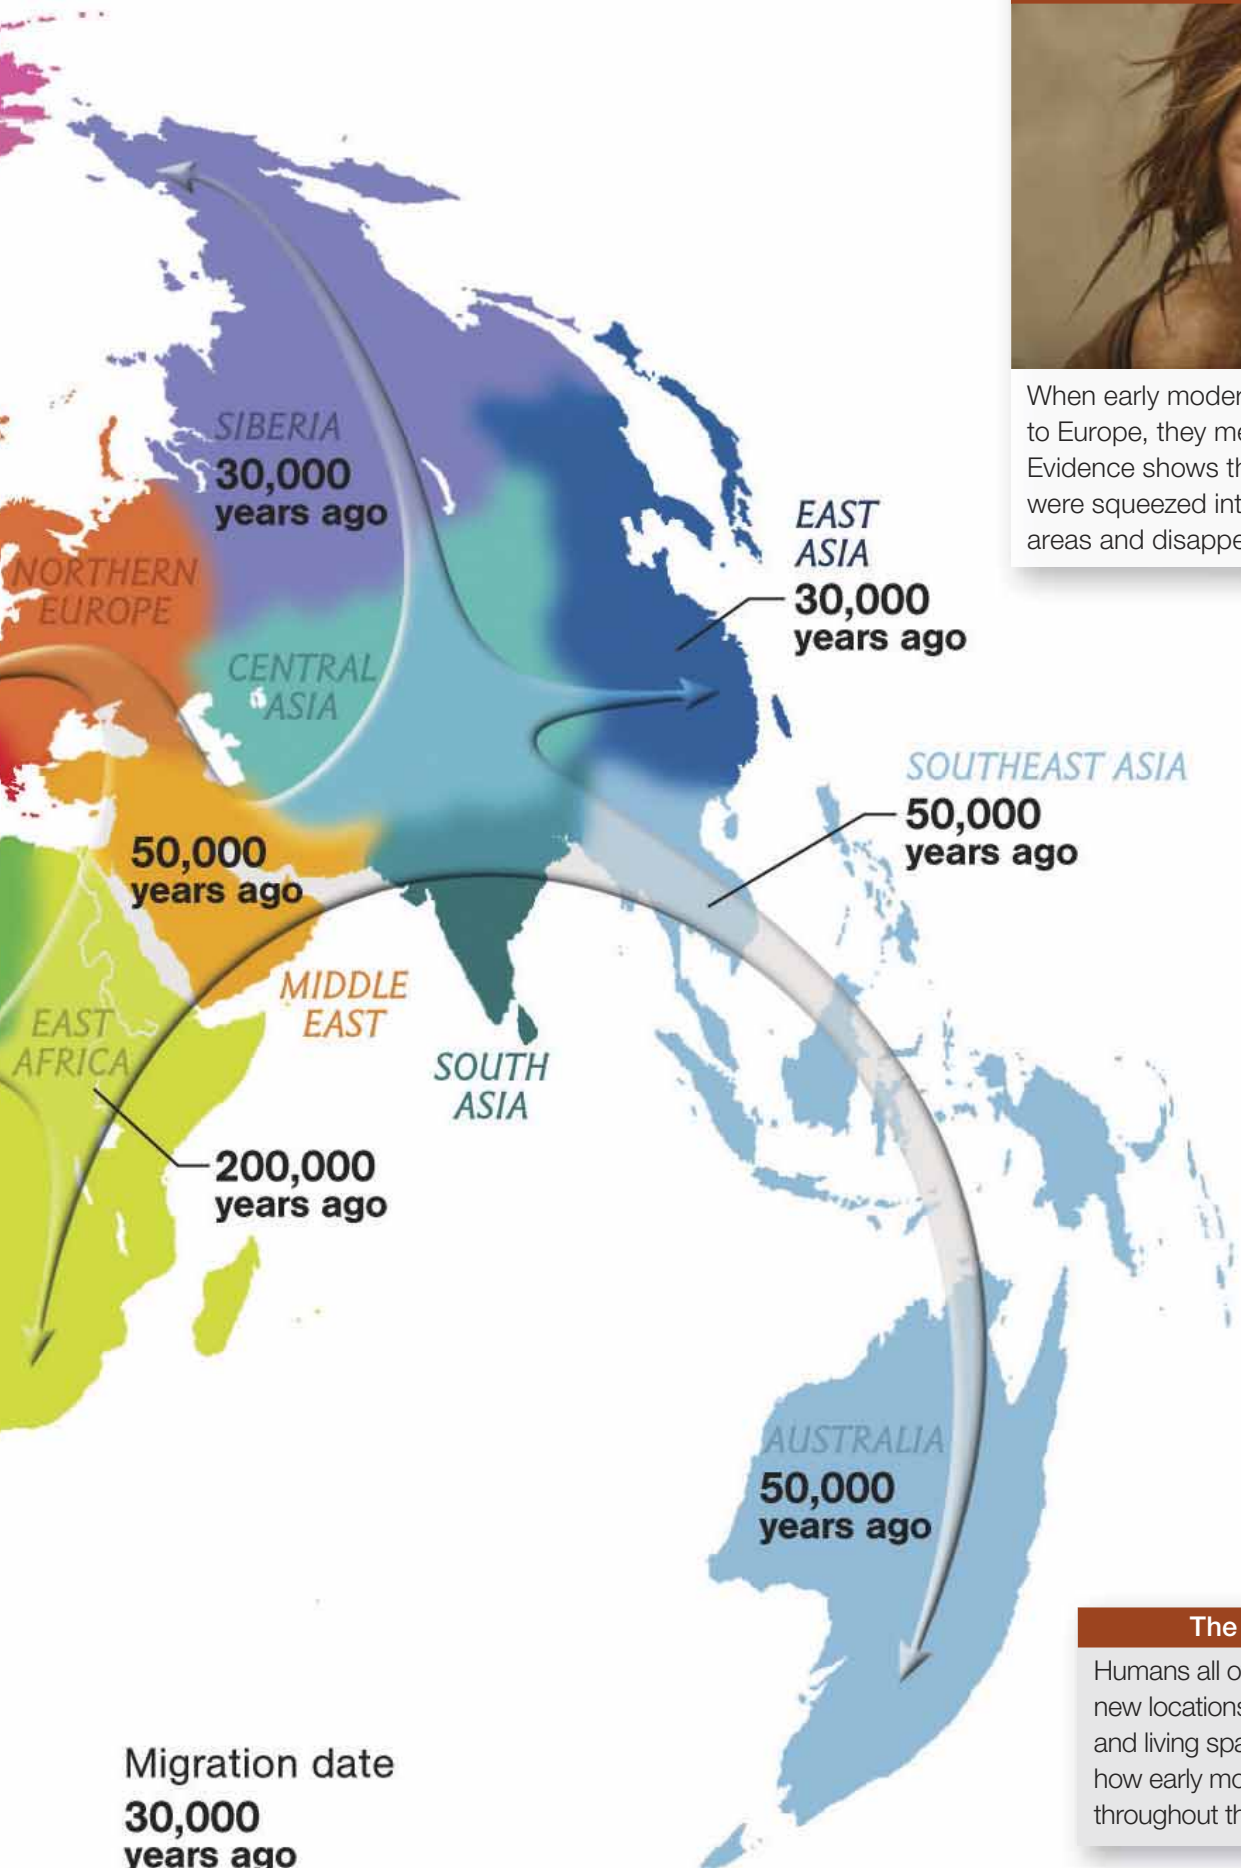 SIBERIA
30,000
years ago
NORTHERN
EUROPE
CENTRAL
ASIA
EAST
ASIA
30,000
years ago
SOUTHEAST ASIA
50,000
years ago
50,000
years ago
MIDDLE
EAST
SOUTH
ASIA
EAST
AFRICA
200,000
years ago
AUSTRALIA
50,000
years ago
Migration date
30,000
years ago
When early moder
to Europe, they me
Evidence shows th
were squeezed int
areas and disappe
The
Humans all o
new locations
and living spa
how early mo
throughout th